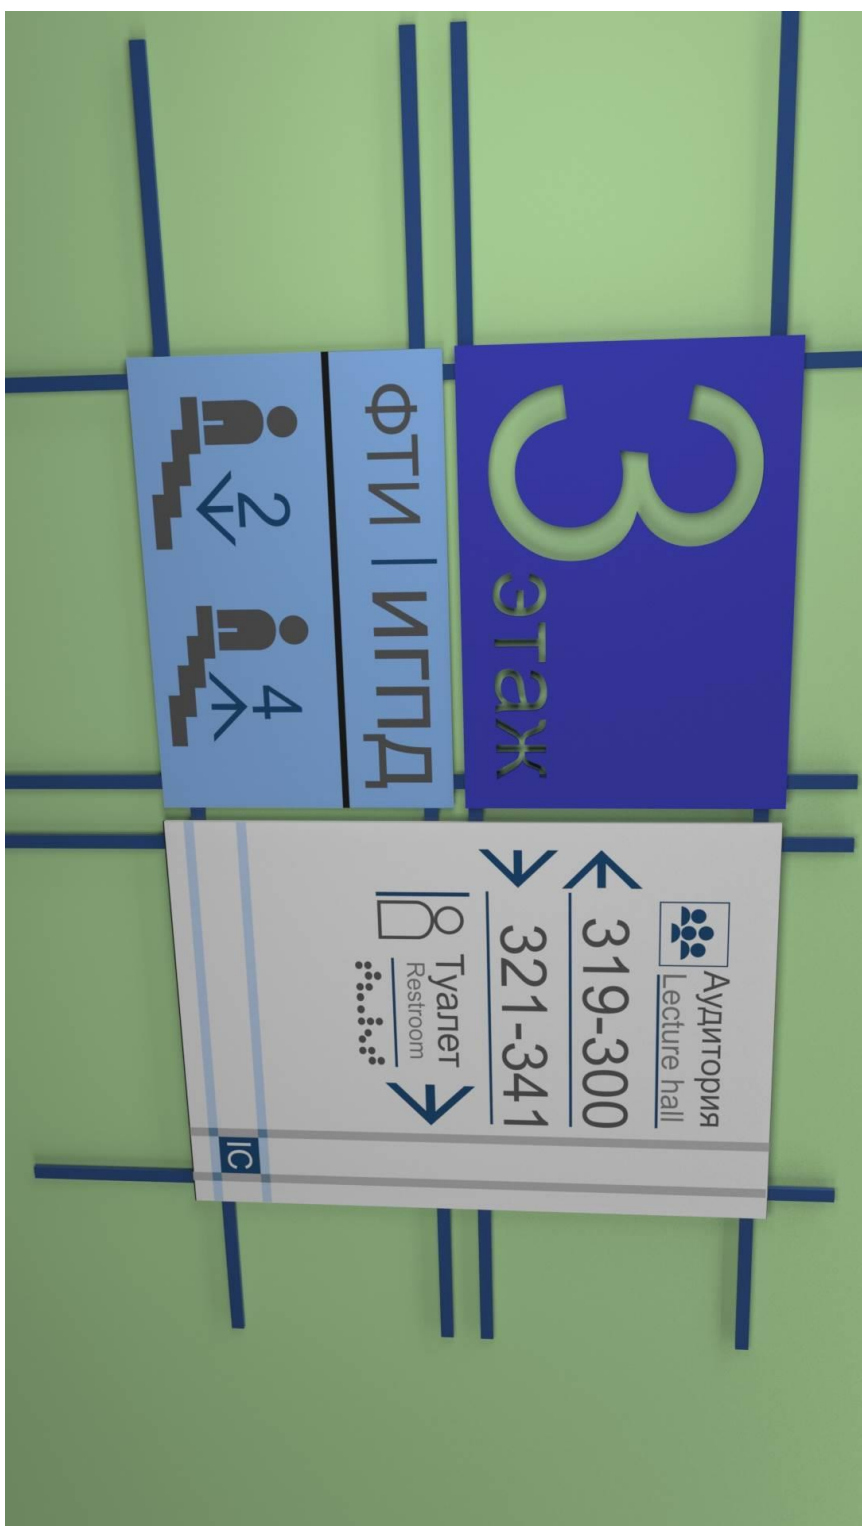 3
этаж
ФТИ | ИГПД
2
4
Аудитория
Lecture hall
319-300
321-341
Туалет
Restroom
IC